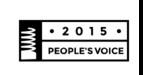 • 2015 •
PEOPLE'S VOICE